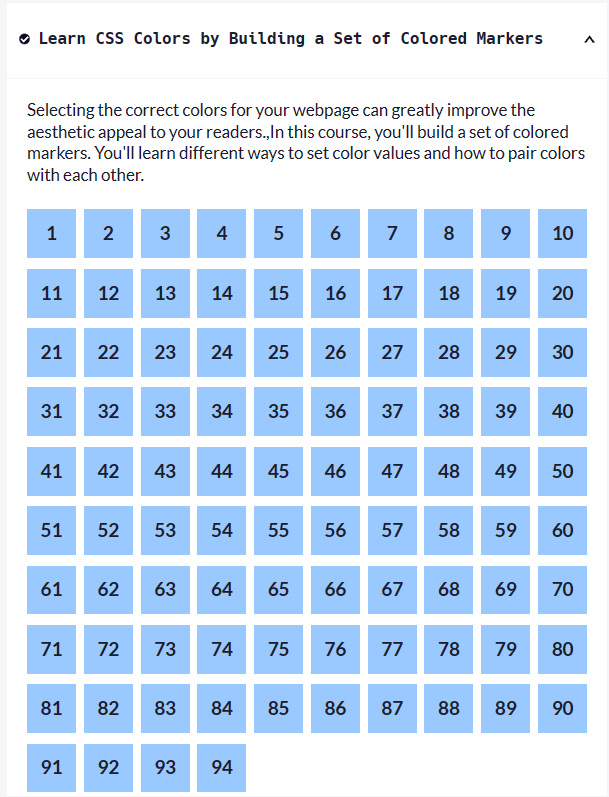 Learn CSS Colors by Building a Set of Colored Markers
Selecting the correct colors for your webpage can greatly improve the
aesthetic appeal to your readers.,In this course, you'll build a set of colored
markers. You'll learn different ways to set color values and how to pair colors
with each other.
1 2 3 4 5 6 7 8 9 10
11 12 13 14 15 16 17 18 19 20
21 22 23 24 25 26 27 28 29 30
31 32 33 34 35 36 37 38 39 40
41 42 43 44 45 46 47 48 49 50
51 52 53 54 55 56 57 58 59 60
61 62 63 64 65 66 67 68 69 70
71 72 73 74 75 76 77 78 79 80
81 82 83 84 85 86 87 88 89 90
91 92 93 94